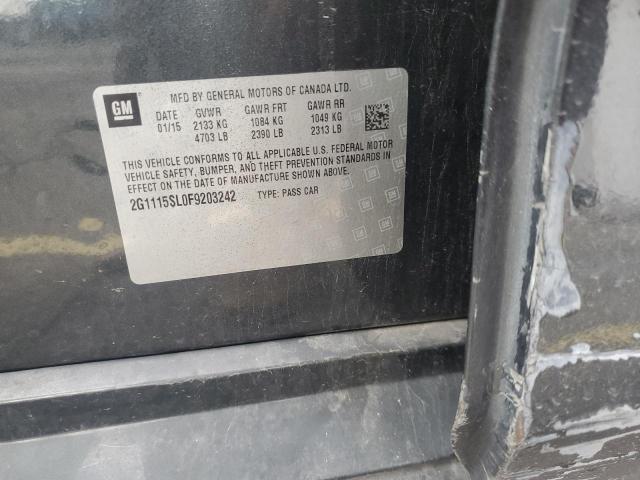 GM
MFD BY GENERAL MOTORS OF CANADA LTD.
DATE GVWR GAWR FRT GAWR RR
01/15 2133 KG 1084 KG 1049 KG
4703 LB 2390 LB 2313 LB
THIS VEHICLE CONFORMS TO ALL APPLICABLE U.S. FEDERAL MOTOR
VEHICLE SAFETY, BUMPER, AND THEFT PREVENTION STANDARDS IN
EFFECT ON THE DATE OF MANUFACTURE SHOWN ABOVE.
2G1115SL0F9203242 TYPE: PASS CAR